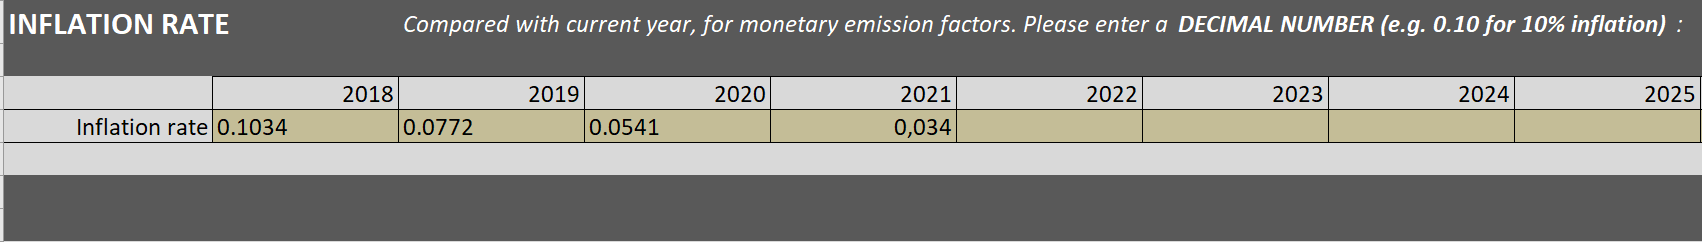 INFLATION RATE Compared with current year, for monetary emission factors. Please enter a DECIMAL NUMBER (e.g. 0.10 for 10% inflation) :
2018 2019 2020 2021 2022 2023 2024 2025
Inflation rate 0.1034 0.0772 0.0541 0,034